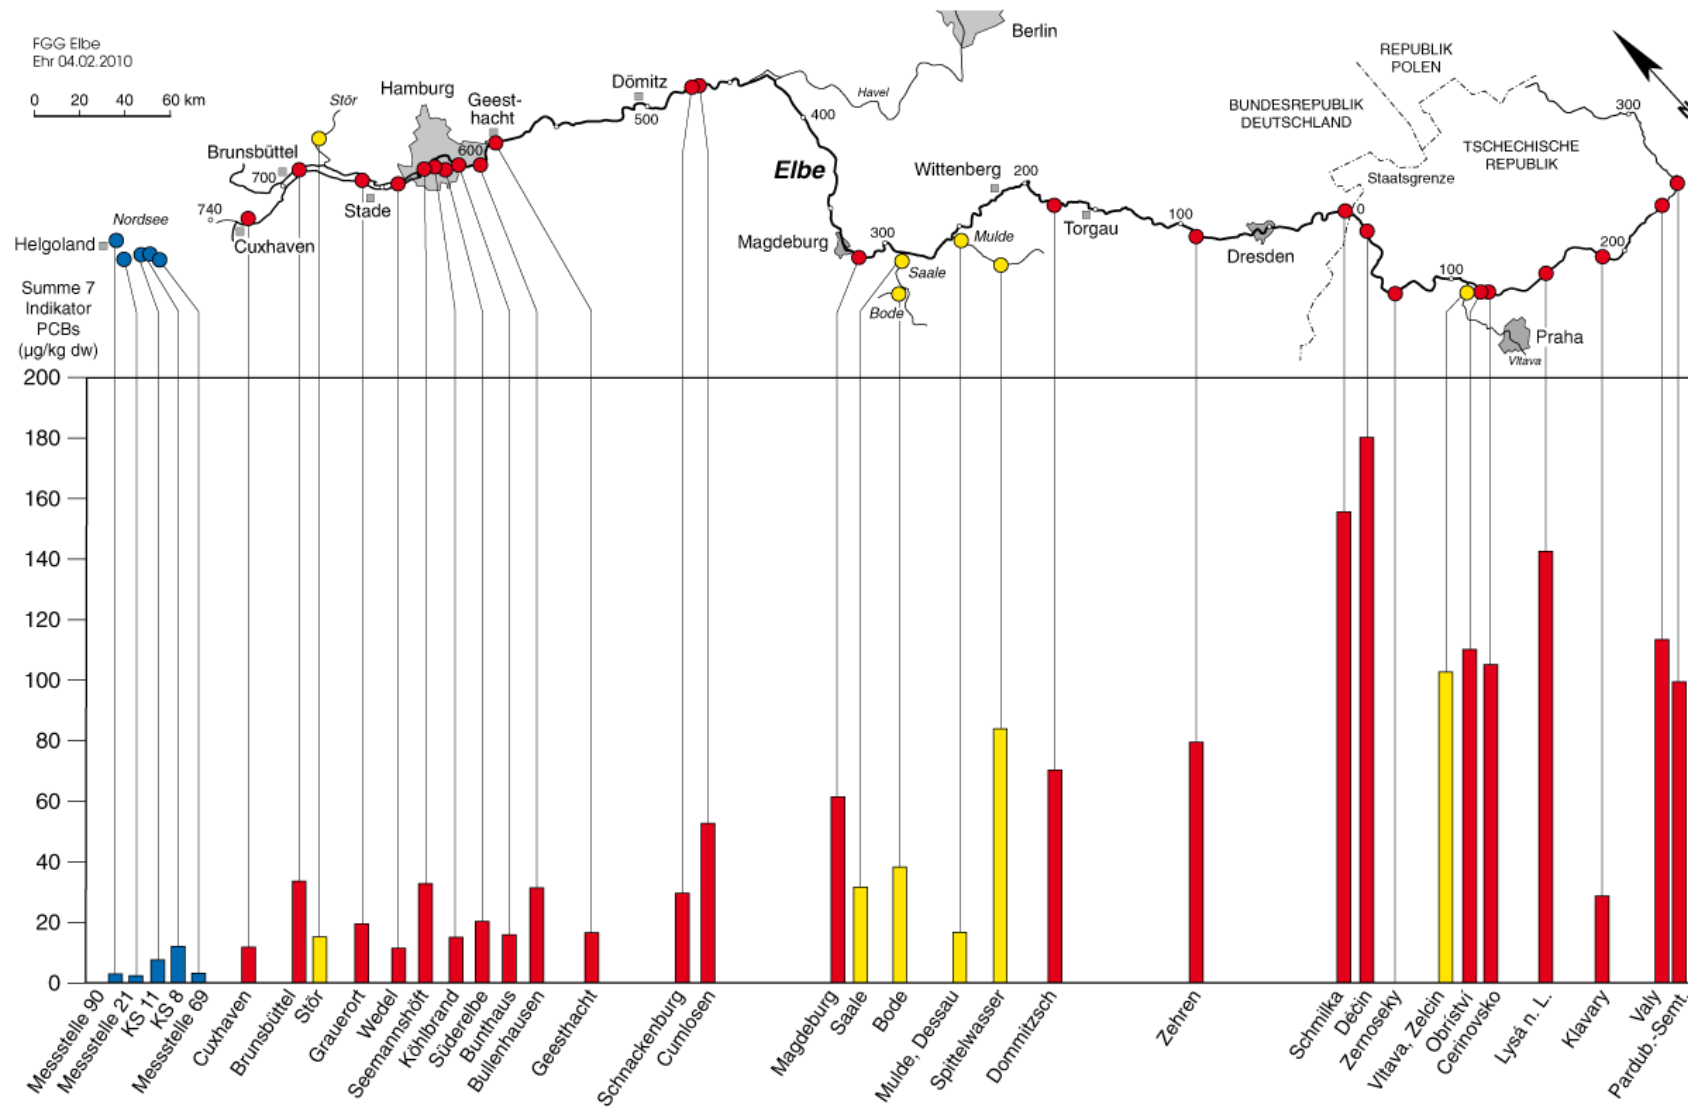 FGG Elbe
Ehr 04.02.2010
0 20 40 60 km
Berlin
Havel
Hamburg
Stör
Geest-
hacht
Dömitz
500
400
600
Brunsbüttel
700
740
Stade
Cuxhaven
Nordsee
Helgoland
Elbe
Wittenberg
200
Magdeburg
300
Mulde
Saale
Bode
Torgau
100
Dresden
REPUBLIK
POLEN
BUNDESREPUBLIK
DEUTSCHLAND
TSCHECHISCHE
REPUBLIK
Staatsgrenze
0
300
200
100
Praha
Vltava
N
Summe 7
Indikator
PCBs
(µg/kg dw)
200
180
160
140
120
100
80
60
40
20
0
Messstelle 90
Messstelle 21
KS 11
KS 8
Messstelle 69
Cuxhaven
Brunsbüttel
Stör
Grauerort
Wedel
Seemannshöft
Köhlbrand
Süderelbe
Bunthaus
Bullenhausen
Geesthacht
Schnackenburg
Cumlosen
Magdeburg
Saale
Bode
Mulde, Dessau
Spittelwasser
Dommitzsch
Zehren
Schmilka
Děčin
Zernoseky
Vltava, Zelcin
Obříství
Cerinovsko
Lysá n. L.
Klavary
Valy
Pardub.-Semt.